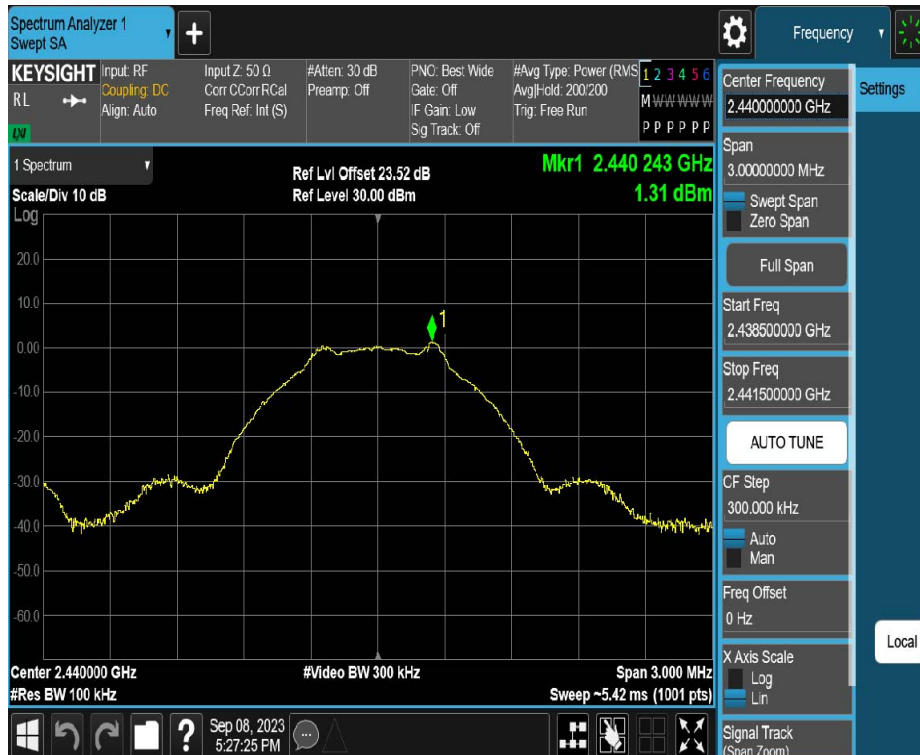 Spectrum Analyzer 1
Swept SA
+
Frequency
KEYSIGHT
RL
LXI
Input: RF
Coupling: DC
Align: Auto
Input Z: 50 Ω
Corr CCorr RCal
Freq Ref: Int (S)
#Atten: 30 dB
Preamp: Off
PNO: Best Wide
Gate: Off
IF Gain: Low
Sig Track: Off
#Avg Type: Power (RMS
Avg|Hold: 200/200
Trig: Free Run
1 2 3 4 5 6
M W W W W W
P P P P P P
1 Spectrum
Scale/Div 10 dB
Log
Ref Lvl Offset 23.52 dB
Ref Level 30.00 dBm
Mkr1 2.440 243 GHz
1.31 dBm
20.0
10.0
0.00
-10.0
-20.0
-30.0
-40.0
-50.0
-60.0
1
Center 2.440000 GHz
#Res BW 100 kHz
#Video BW 300 kHz
Span 3.000 MHz
Sweep ~5.42 ms (1001 pts)
?
Sep 08, 2023
5:27:25 PM
Center Frequency
2.440000000 GHz
Span
3.00000000 MHz
Swept Span
Zero Span
Full Span
Start Freq
2.438500000 GHz
Stop Freq
2.441500000 GHz
AUTO TUNE
CF Step
300.000 kHz
Auto
Man
Freq Offset
0 Hz
X Axis Scale
Log
Lin
Signal Track
(Span Zoom)
Settings
Local